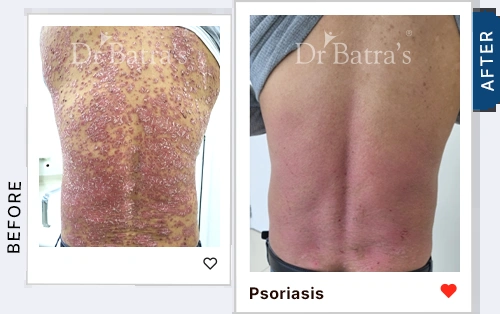 Dr Batra's
Dr Batra's
BEFORE
AFTER
Psoriasis